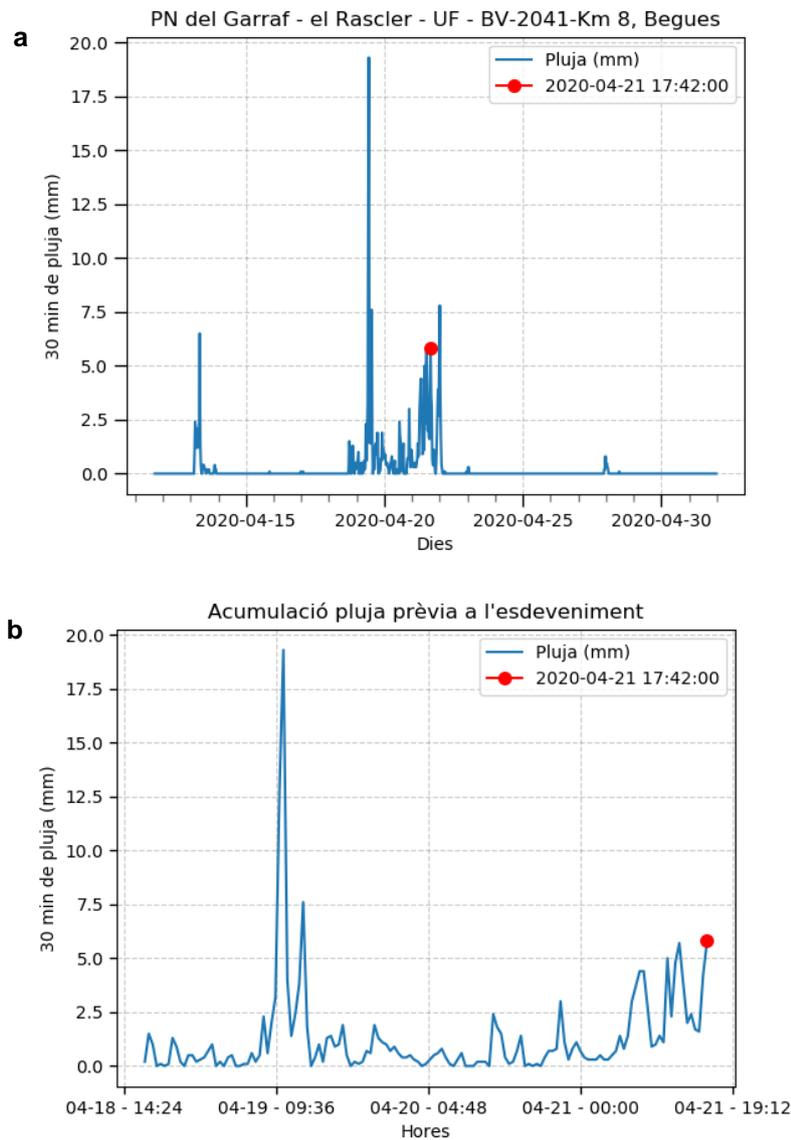 a
PN del Garraf - el Rascler - UF - BV-2041-Km 8, Begues
Pluja (mm)
2020-04-21 17:42:00
30 min de pluja (mm)
20.0
17.5
15.0
12.5
10.0
7.5
5.0
2.5
0.0
2020-04-15 2020-04-20 2020-04-25 2020-04-30
Dies
b
Acumulació pluja prèvia a l'esdeveniment
Pluja (mm)
2020-04-21 17:42:00
30 min de pluja (mm)
20.0
17.5
15.0
12.5
10.0
7.5
5.0
2.5
0.0
04-18 - 14:24 04-19 - 09:36 04-20 - 04:48 04-21 - 00:00 04-21 - 19:12
Hores